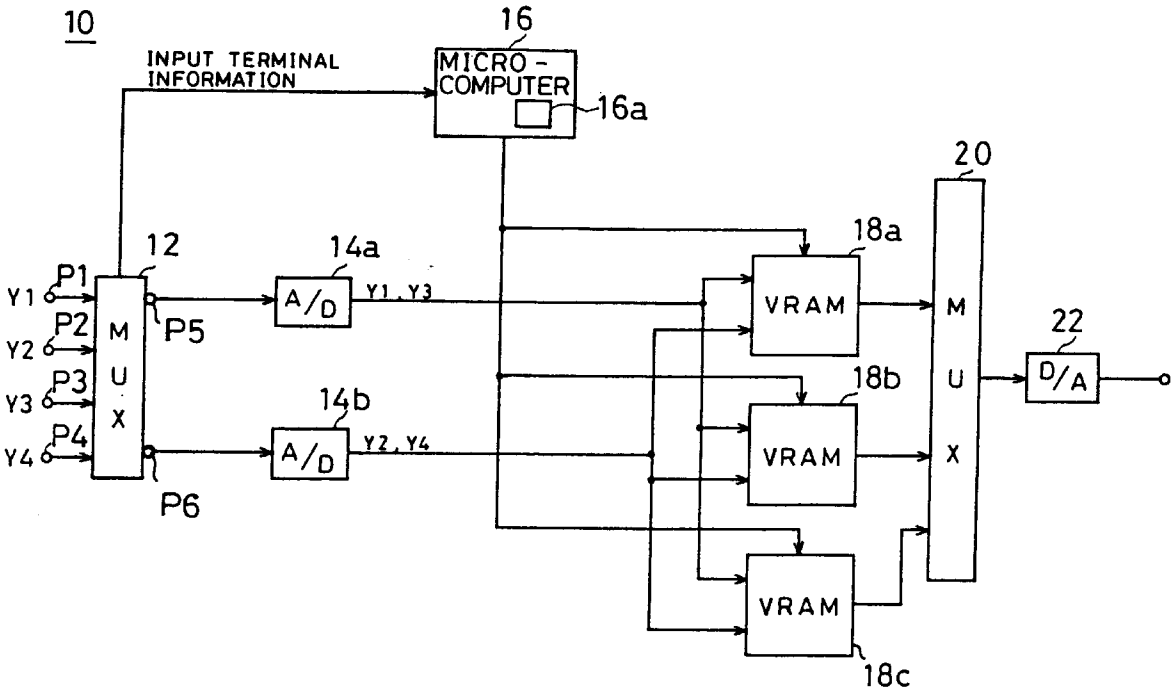 10
16
INPUT TERMINAL
INFORMATION
MICRO-
COMPUTER
16a
20
12
14a
18a
Y1
P1
P5
A/D
Y1, Y3
VRAM
M
U
X
Y2
P2
Y3
P3
Y4
P4
P6
14b
A/D
Y2, Y4
18b
VRAM
M
U
X
22
D/A
VRAM
18c